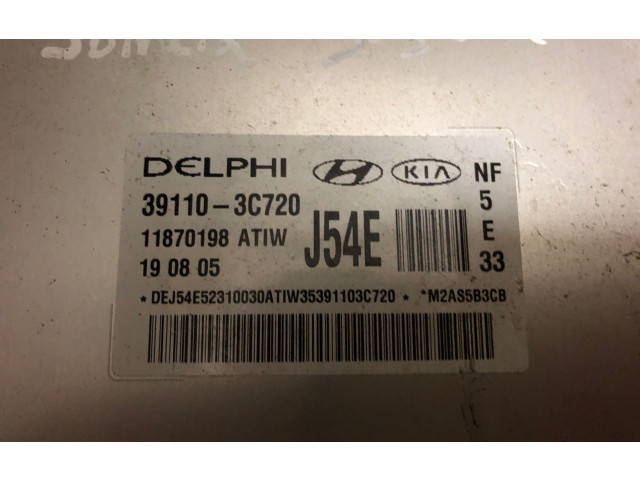 DELPHI KIA NF
39110-3C720 5
11870198 ATIW J54E E
19 08 05 33
* DEJ54E52310030ATIW35391103C720 * *M2AS5B3CB